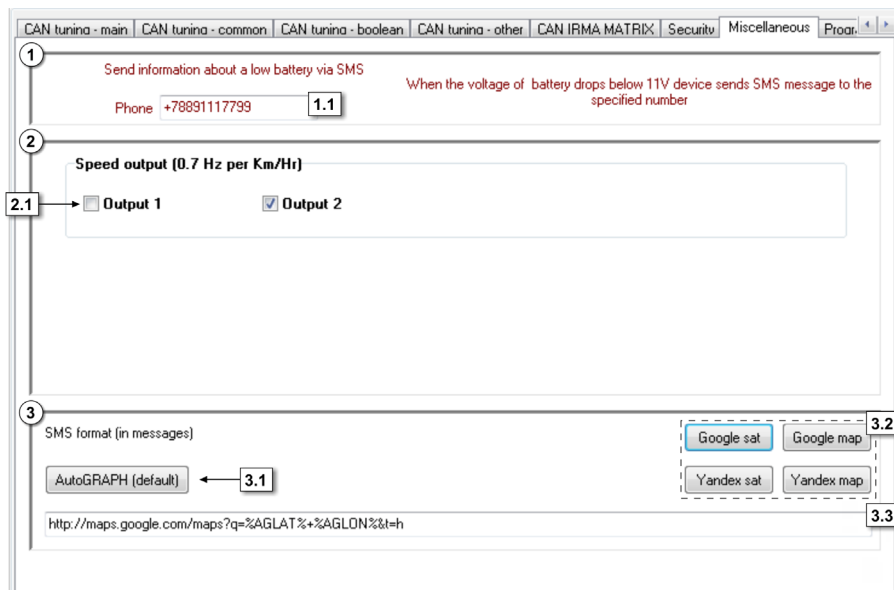 CAN tuning - main CAN tuning - common CAN tuning - boolean CAN tuning - other CAN IRMA MATRIX Security Miscellaneous Progr
1
Send information about a low battery via SMS
When the voltage of battery drops below 11V device sends SMS message to the
specified number
Phone +78891117799 1.1
2
Speed output (0.7 Hz per Km/Hr)
2.1 Output 1 Output 2
3
SMS format (in messages)
3.2
Google sat Google map
AutoGRAPH (default) 3.1 Yandex sat Yandex map
3.3
http://maps.google.com/maps?q=%AGLAT%+%AGLON%&t=h